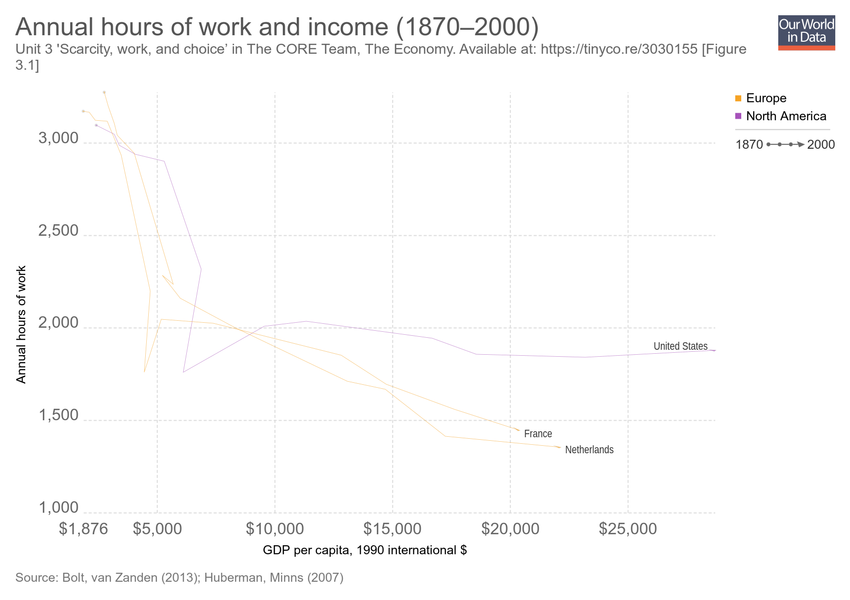 Annual hours of work and income (1870–2000)
Our World
in Data
Unit 3 'Scarcity, work, and choice’ in The CORE Team, The Economy. Available at: https://tinyco.re/3030155 [Figure
3.1]
Europe
North America
1870 2000
3,000
2,500
2,000
1,500
1,000
Annual hours of work
United States
France
Netherlands
$1,876 $5,000 $10,000 $15,000 $20,000 $25,000
GDP per capita, 1990 international $
Source: Bolt, van Zanden (2013); Huberman, Minns (2007)